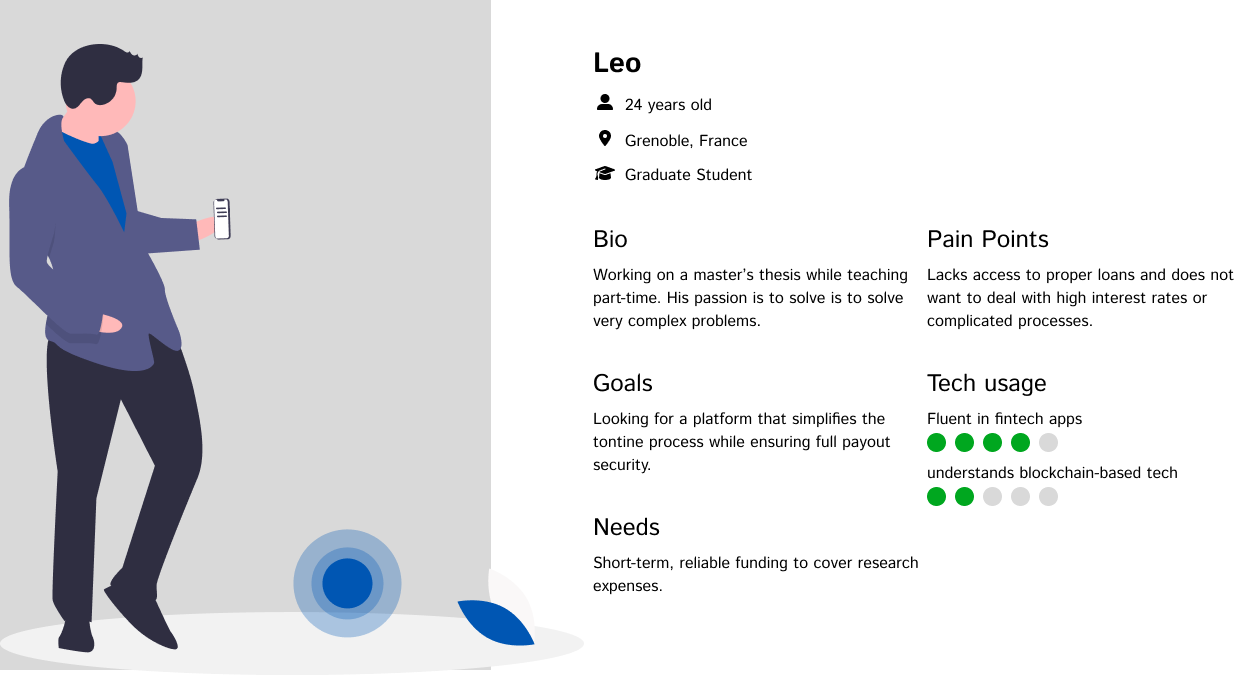 Leo
24 years old
Grenoble, France
Graduate Student
Bio
Working on a master's thesis while teaching
part-time. His passion is to solve is to solve
very complex problems.
Pain Points
Lacks access to proper loans and does not
want to deal with high interest rates or
complicated processes.
Goals
Looking for a platform that simplifies the
tontine process while ensuring full payout
security.
Tech usage
Fluent in fintech apps
understands blockchain-based tech
Needs
Short-term, reliable funding to cover research
expenses.